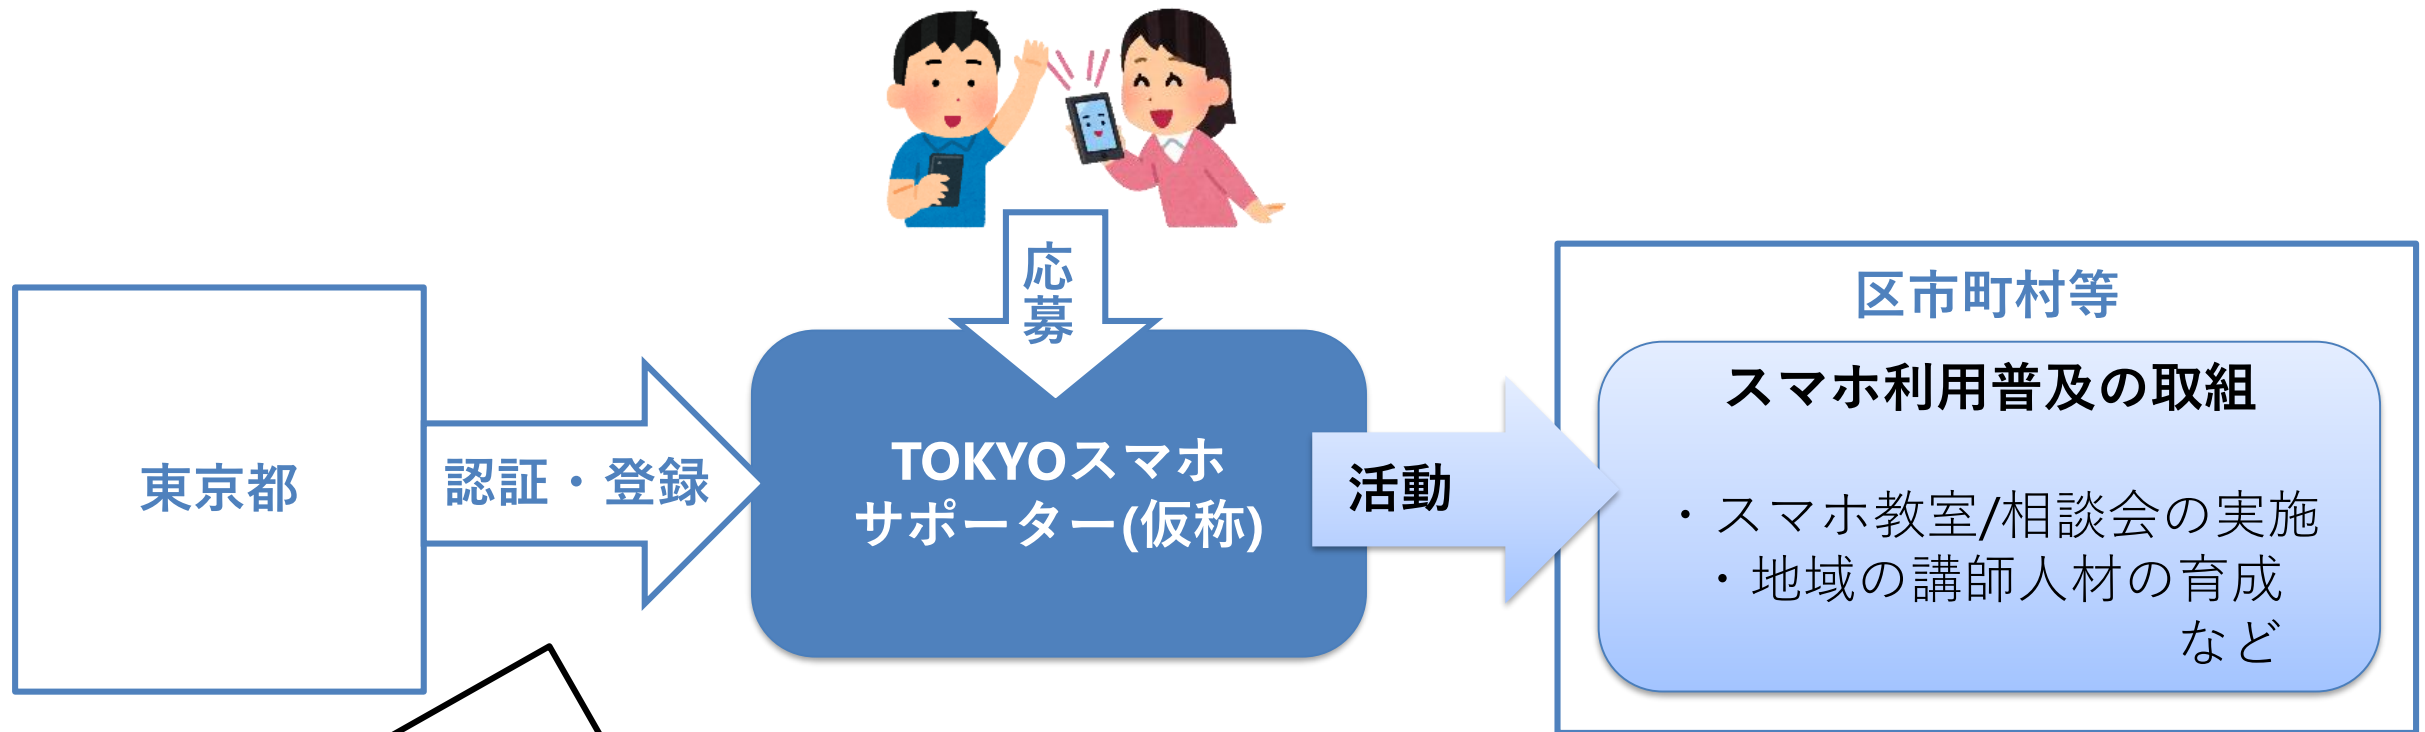 応募
東京都
認証・登録
TOKYOスマホ
サポーター(仮称)
活動
区市町村等
スマホ利用普及の取組
・スマホ教室/相談会の実施
・地域の講師人材の育成
など